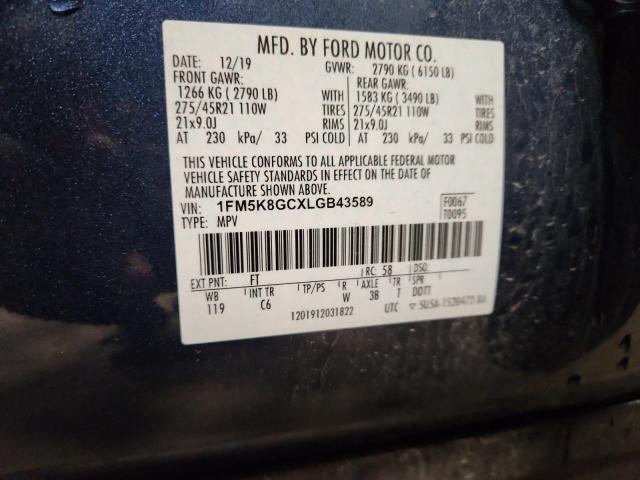 MFD. BY FORD MOTOR CO.
DATE: 12/19 GVWR: 2790 KG ( 6150 LB)
FRONT GAWR: REAR GAWR:
1266 KG ( 2790 LB) WITH 1583 KG ( 3490 LB) WITH
275/45R21 110W TIRES 275/45R21 110W TIRES
21x9.0J RIMS 21x9.0J RIMS
AT 230 kPa/ 33 PSI COLD AT 230 kPa/ 33 PSI COLD
THIS VEHICLE CONFORMS TO ALL APPLICABLE FEDERAL MOTOR
VEHICLE SAFETY STANDARDS IN EFFECT ON THE DATE OF
MANUFACTURE SHOWN ABOVE.
VIN: 1FM5K8GCXLGB43589 F0067
TYPE: MPV T0095
EXT PNT: FT RC: 58 DSO:
WB INT TR TP/PS R AXLE TR SPR
119 C6 W 38 T DOTT
1201912031822 UTC